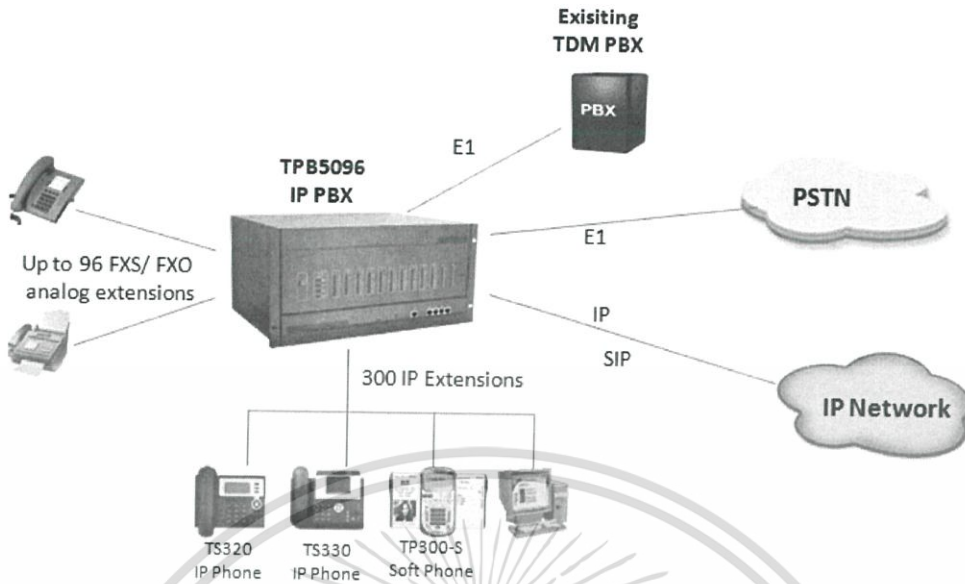 Exisiting
TDM PBX
PBX
E1
TPB5096
IP PBX
PSTN
E1
Up to 96 FXS/ FXO
analog extensions
IP
SIP
300 IP Extensions
IP Network
TS320
IP Phone
TS330
IP Phone
TP300-S
Soft Phone